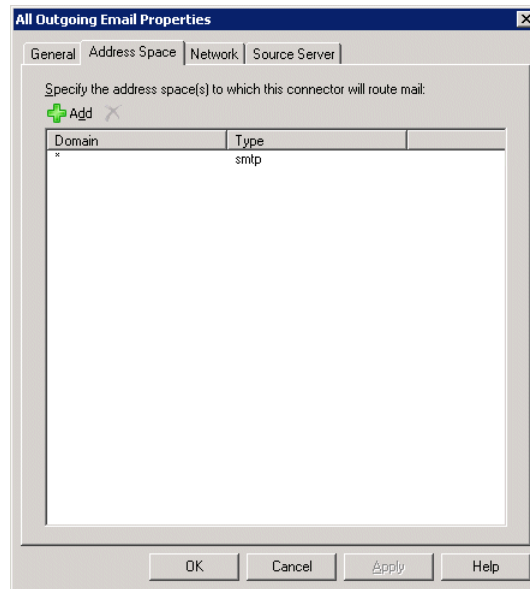 All Outgoing Email Properties
General Address Space Network Source Server
Specify the address space(s) to which this connector will route mail:
Add
Domain Type
* smtp
OK Cancel Apply Help